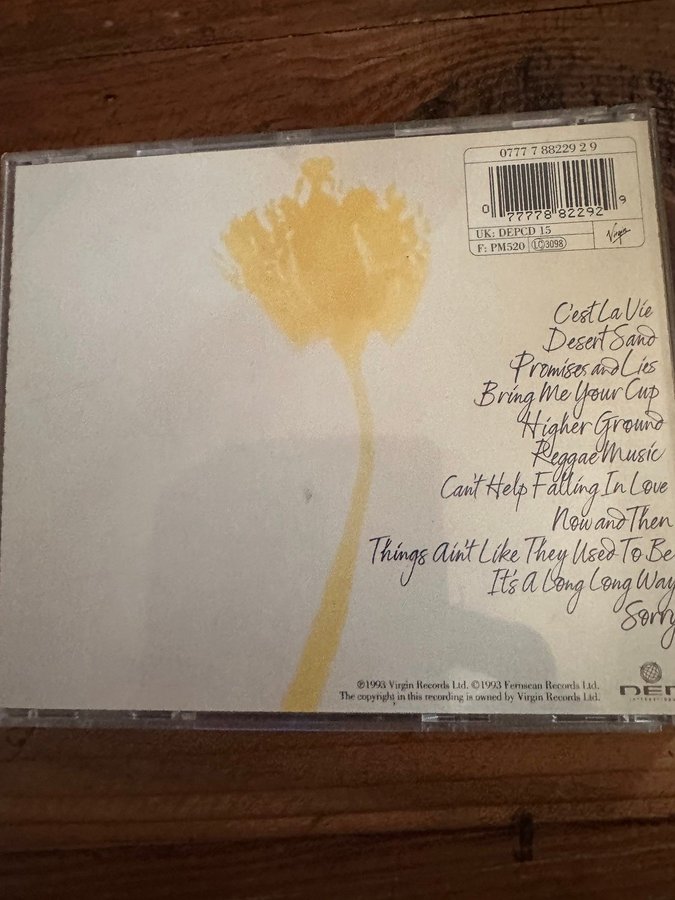 0777 7 88229 2 9
0 77778 82292 9
UK: DEPCD 15
F: PM520 LC 3098
Virgin
C'est La Vie
Desert Sand
Promises and Lies
Bring Me Your Cup
Higher Ground
Reggae Music
Can't Help Falling In Love
Now and Then
Things Ain't Like They Used To Be
It's A Long Long Way
Sorry
℗1993 Virgin Records Ltd. ©1993 Fernscan Records Ltd.
The copyright in this recording is owned by Virgin Records Ltd.
DEP